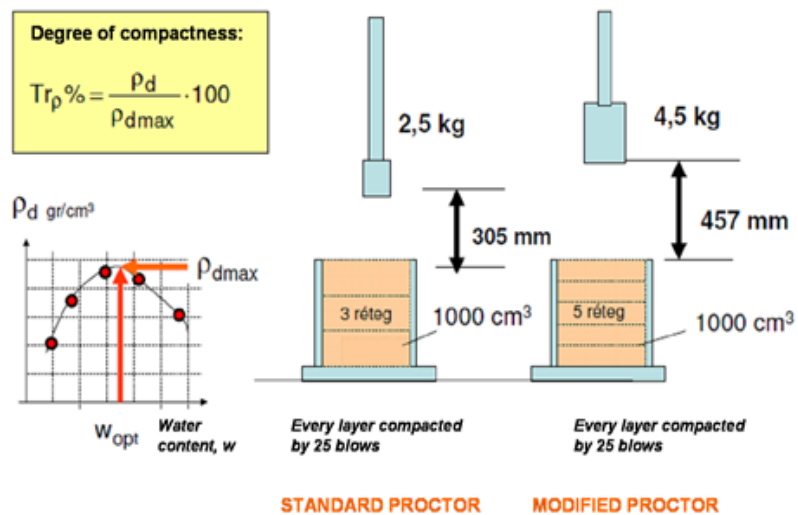 Degree of compactness:
Trρ% = ρd / ρdmax · 100
2,5 kg
305 mm
4,5 kg
457 mm
ρd gr/cm³
ρdmax
wopt
Water
content, w
3 réteg
1000 cm³
Every layer compacted
by 25 blows
STANDARD PROCTOR
5 réteg
1000 cm³
Every layer compacted
by 25 blows
MODIFIED PROCTOR